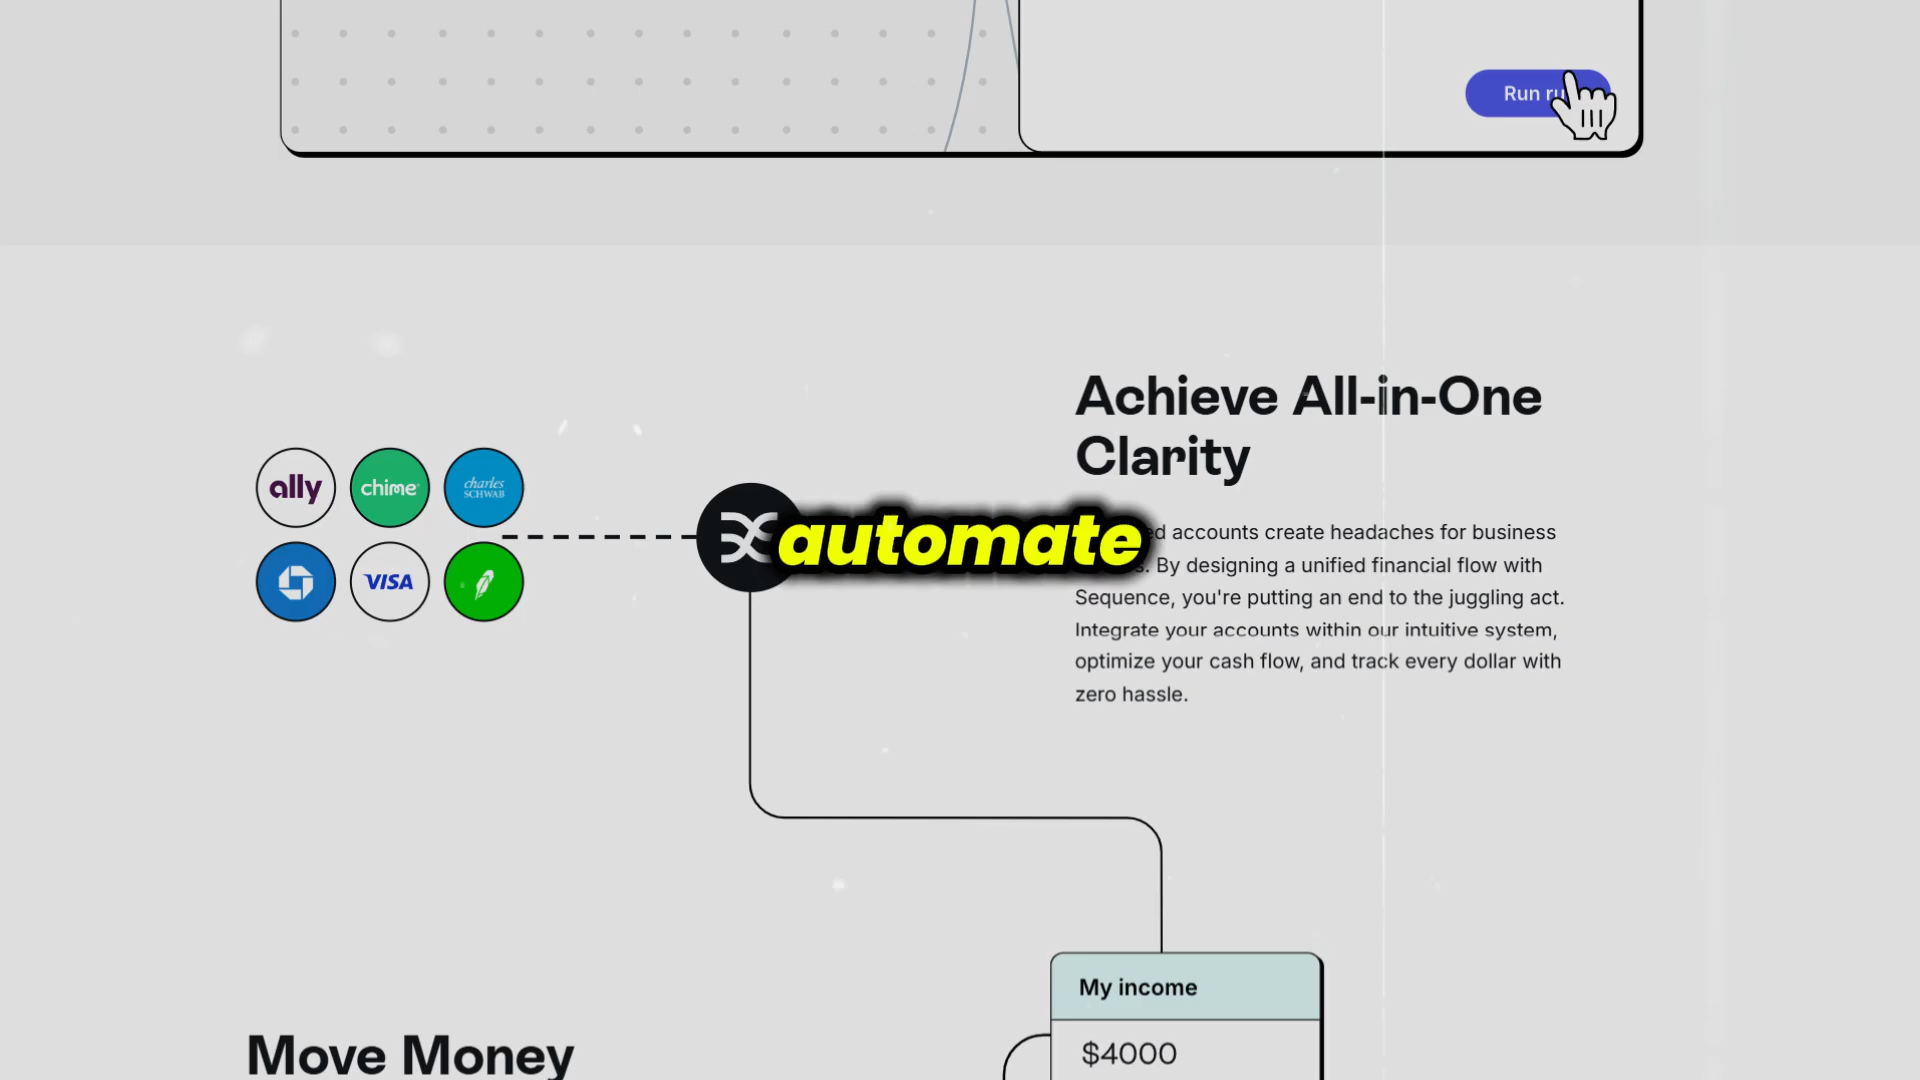 Run
Achieve All-in-One
Clarity
ally
chime
charles
SCHWAB
automate
accounts create headaches for business
By designing a unified financial flow with
VISA
Sequence, you're putting an end to the juggling act.
Integrate your accounts within our intuitive system,
optimize your cash flow, and track every dollar with
zero hassle.
My income
$4000
Move Money